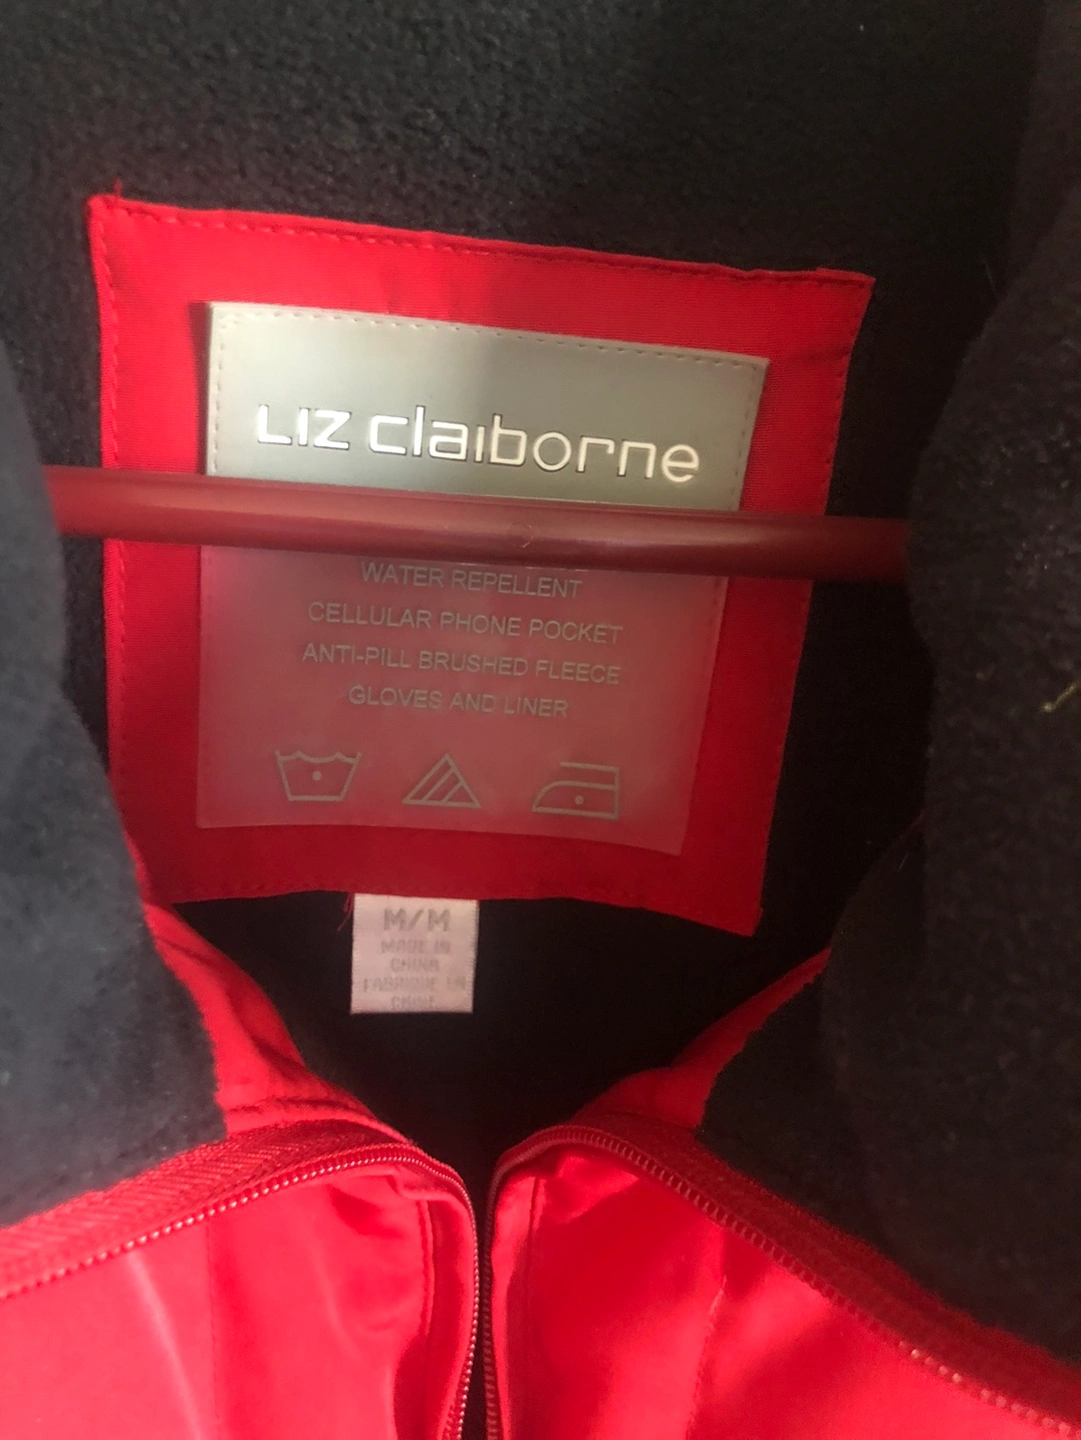 LIZ claiborne
WATER REPELLENT
CELLULAR PHONE POCKET
ANTI-PILL BRUSHED FLEECE
GLOVES AND LINER
M/M
MADE IN
CHINA
FABRIQUE EN
CHINE